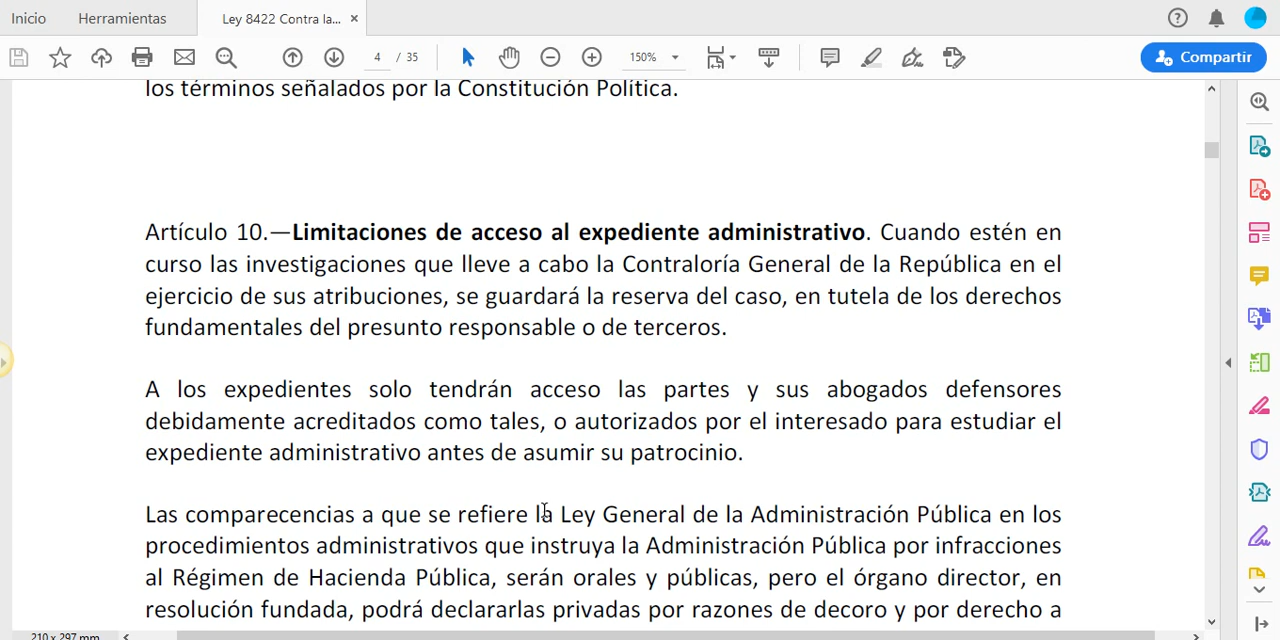 Inicio
Herramientas
Ley 8422 Contra la... ×
4 / 35
150%
Compartir
los términos señalados por la Constitución Política.
Artículo 10.—Limitaciones de acceso al expediente administrativo. Cuando estén en
curso las investigaciones que lleve a cabo la Contraloría General de la República en el
ejercicio de sus atribuciones, se guardará la reserva del caso, en tutela de los derechos
fundamentales del presunto responsable o de terceros.
A los expedientes solo tendrán acceso las partes y sus abogados defensores
debidamente acreditados como tales, o autorizados por el interesado para estudiar el
expediente administrativo antes de asumir su patrocinio.
Las comparecencias a que se refiere la Ley General de la Administración Pública en los
procedimientos administrativos que instruya la Administración Pública por infracciones
al Régimen de Hacienda Pública, serán orales y públicas, pero el órgano director, en
resolución fundada, podrá declararlas privadas por razones de decoro y por derecho a
210 x 297 mm